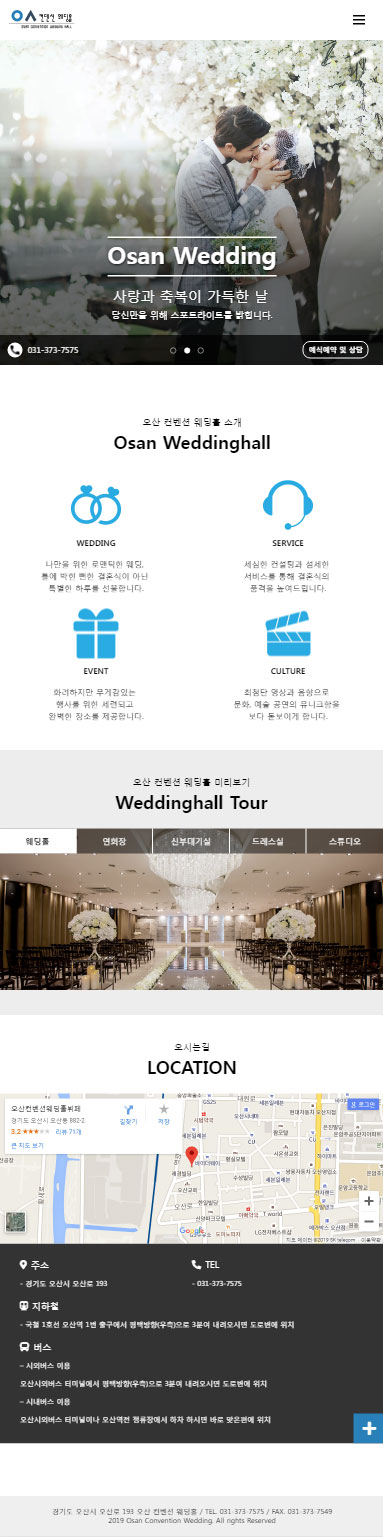 OA 컨벤션 웨딩홀
OSAN CONVENTION WEDDING HALL
Osan Wedding
사랑과 축복이 가득한 날
당신만을 위해 스포트라이트를 밝힙니다.
031-373-7575
예식예약 및 상담
오산 컨벤션 웨딩홀 소개
Osan Weddinghall
WEDDING
나만을 위한 로맨틱한 웨딩,
틀에 박힌 뻔한 결혼식이 아닌
특별한 하루를 선물합니다.
SERVICE
세심한 컨설팅과 섬세한
서비스를 통해 결혼식의
품격을 높여드립니다.
EVENT
화려하지만 무게감있는
행사를 위한 세련되고
완벽한 장소를 제공합니다.
CULTURE
최첨단 영상과 음향으로
문화, 예술 공연의 유니크함을
보다 돋보이게 합니다.
오산 컨벤션 웨딩홀 미리보기
Weddinghall Tour
웨딩홀 연회장 신부대기실 드레스실 스튜디오
오시는길
LOCATION
오산컨벤션웨딩홀뷔페
경기도 오산시 오산동 882-2
3.2 ★★★ 리뷰 71개
큰 지도 보기
길찾기
저장
로그인
GS25
CU
CU
오산시네마
오산교회
오산로
T world
Google
주소
- 경기도 오산시 오산로 193
TEL
- 031-373-7575
지하철
- 국철 1호선 오산역 1번 출구에서 평택방향(우측)으로 3분여 내려오시면 도로변에 위치
버스
– 시외버스 이용
오산시외버스 터미널에서 평택방향(우측)으로 3분여 내려오시면 도로변에 위치
– 시내버스 이용
오산시외버스 터미널이나 오산역전 정류장에서 하차 하시면 바로 맞은편에 위치
경기도 오산시 오산로 193 오산 컨벤션 웨딩홀 / TEL. 031-373-7575 / FAX. 031-373-7549
2019 Osan Convention Wedding. All rights Reserved